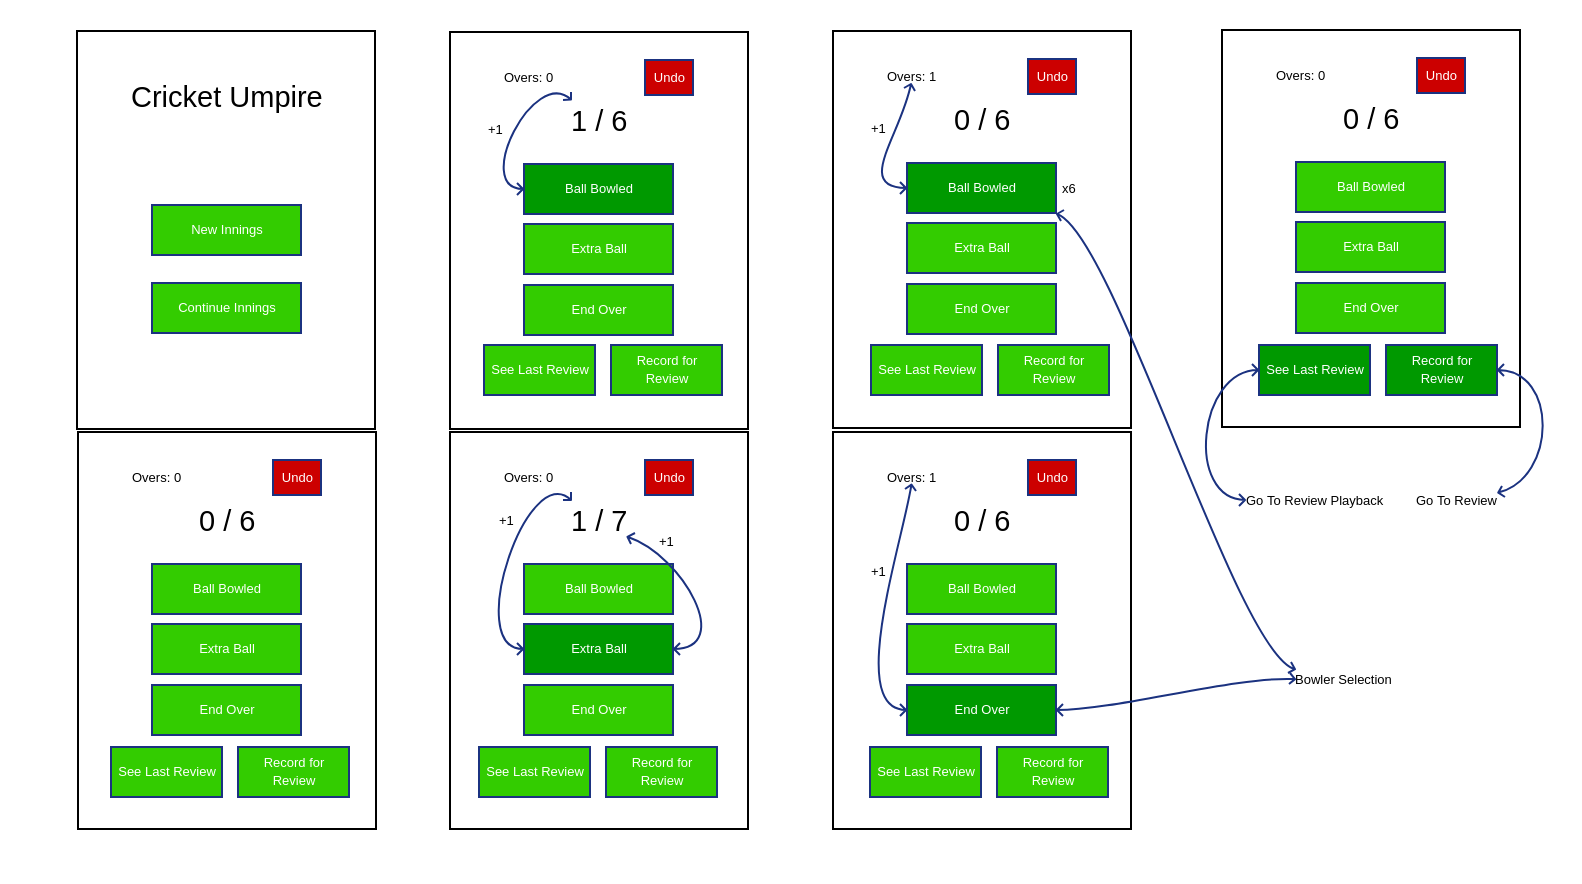 Cricket Umpire
New Innings
Continue Innings
Overs: 0
Undo
+1
1 / 6
Ball Bowled
Extra Ball
End Over
See Last Review
Record for
Review
Overs: 1
Undo
+1
0 / 6
Ball Bowled
x6
Extra Ball
End Over
See Last Review
Record for
Review
Overs: 0
Undo
0 / 6
Ball Bowled
Extra Ball
End Over
See Last Review
Record for
Review
Go To Review Playback
Go To Review
Overs: 0
Undo
0 / 6
Ball Bowled
Extra Ball
End Over
See Last Review
Record for
Review
Overs: 0
Undo
+1
1 / 7
+1
Ball Bowled
Extra Ball
End Over
See Last Review
Record for
Review
Overs: 1
Undo
0 / 6
+1
Ball Bowled
Extra Ball
End Over
See Last Review
Record for
Review
Bowler Selection